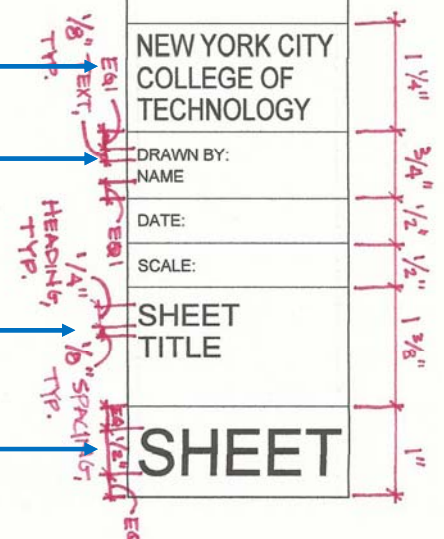 NEW YORK CITY
COLLEGE OF
TECHNOLOGY
DRAWN BY:
NAME
DATE:
SCALE:
SHEET
TITLE
SHEET
1/8" TEXT,
TYP.
EQ
EQ
1/4"
HEADING,
TYP.
1/8" SPACING,
TYP.
EQ
1/2"
EQ
1 1/4"
3/4"
1/2"
1/2"
1 3/8"
1"